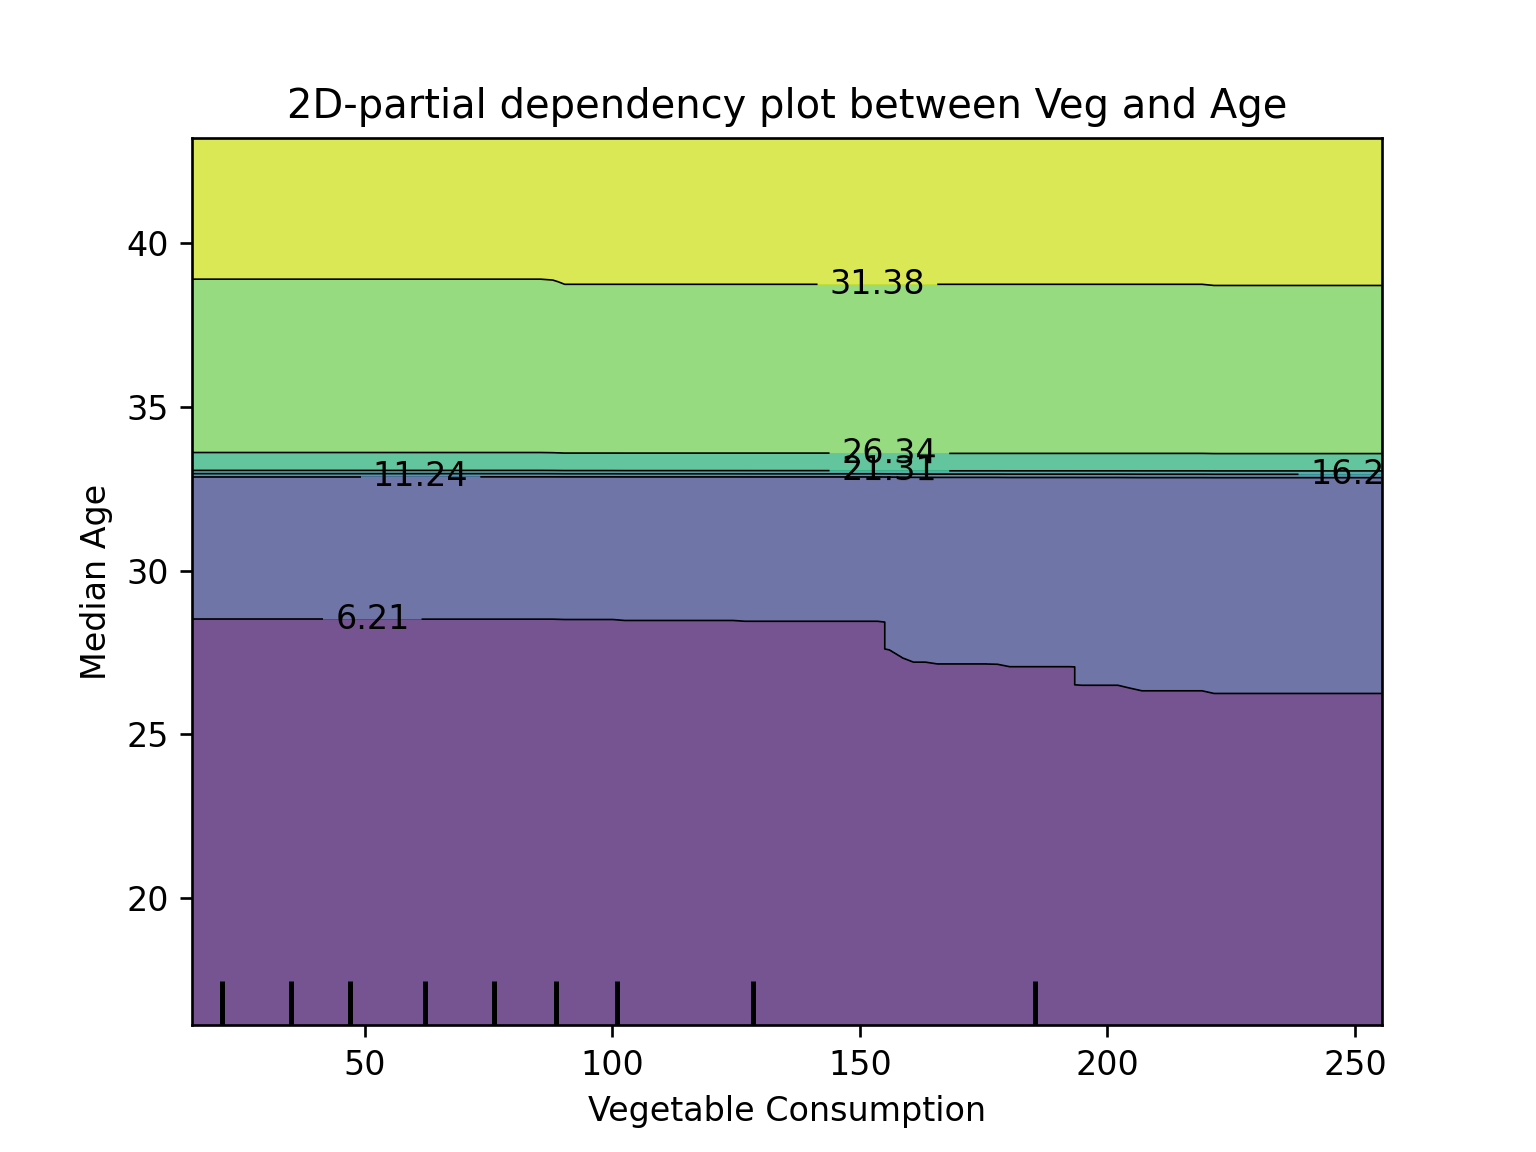 2D-partial dependency plot between Veg and Age
40
31.38
35
26.34
21.31
11.24
16.2
Median Age
30
6.21
25
20
50 100 150 200 250
Vegetable Consumption